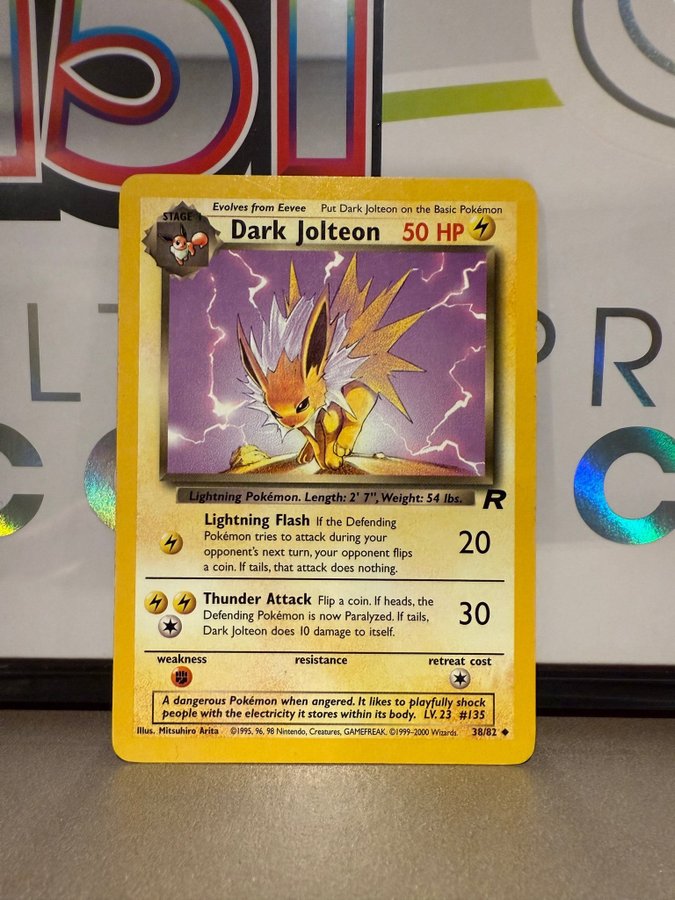 Evolves from Eevee Put Dark Jolteon on the Basic Pokémon
STAGE 1
Dark Jolteon 50 HP
Lightning Pokémon. Length: 2' 7", Weight: 54 lbs.
R
Lightning Flash If the Defending
Pokémon tries to attack during your
opponent's next turn, your opponent flips
a coin. If tails, that attack does nothing.
20
Thunder Attack Flip a coin. If heads, the
Defending Pokémon is now Paralyzed. If tails,
Dark Jolteon does 10 damage to itself.
30
weakness resistance retreat cost
A dangerous Pokémon when angered. It likes to playfully shock
people with the electricity it stores within its body. LV. 23 #135
Illus. Mitsuhiro Arita ©1995, 96, 98 Nintendo, Creatures, GAMEFREAK. ©1999-2000 Wizards. 38/82